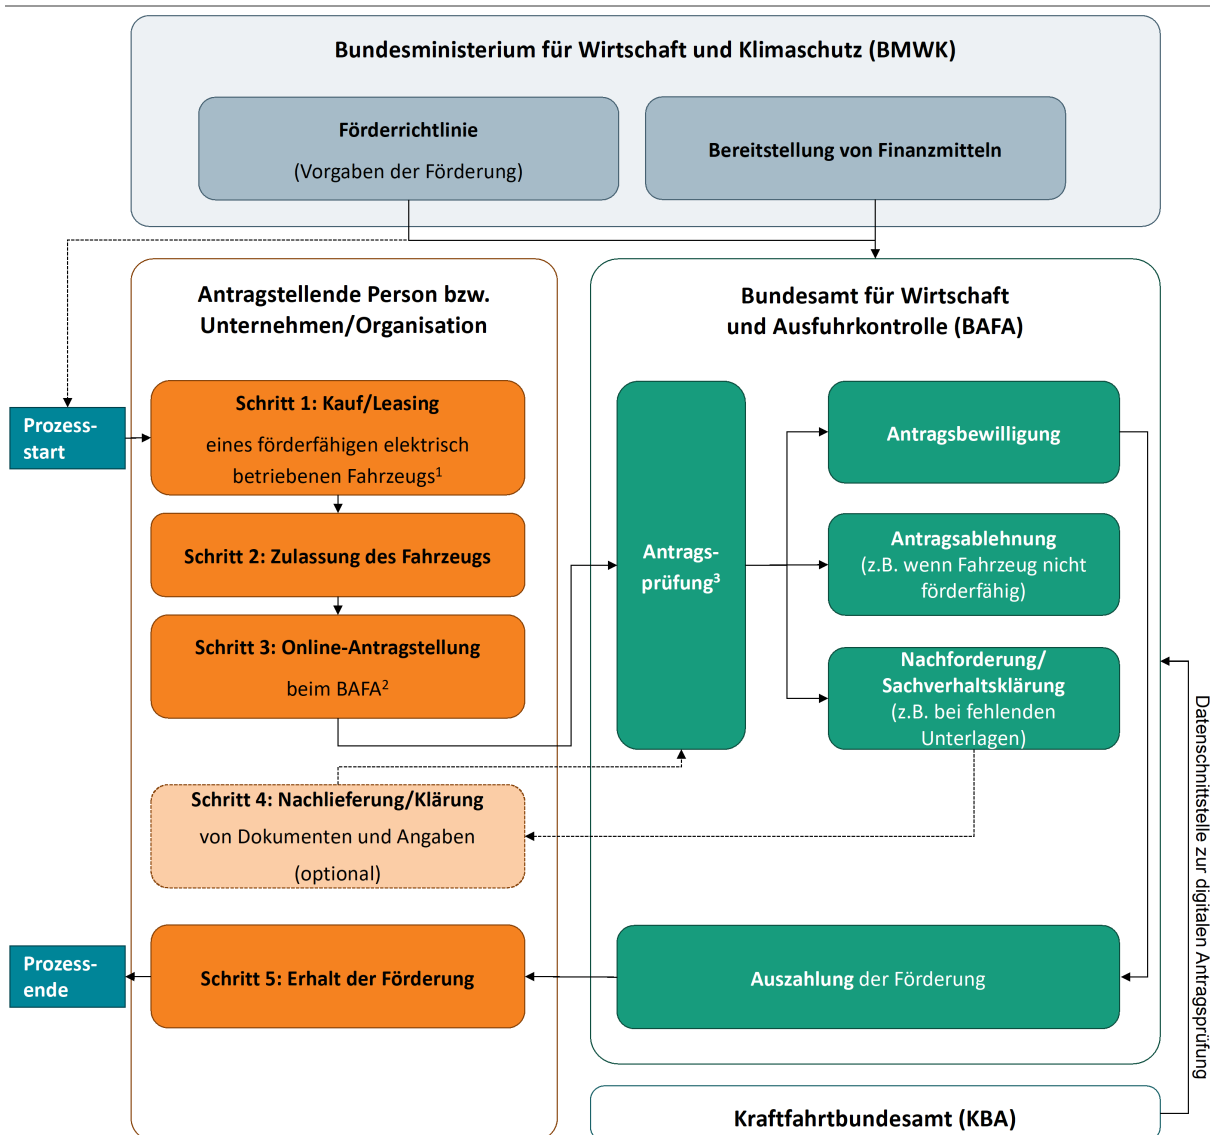 Bundesministerium für Wirtschaft und Klimaschutz (BMWK)
Förderrichtlinie
(Vorgaben der Förderung)
Bereitstellung von Finanzmitteln
Antragstellende Person bzw.
Unternehmen/Organisation
Bundesamt für Wirtschaft
und Ausfuhrkontrolle (BAFA)
Prozess-
start
Schritt 1: Kauf/Leasing
eines förderfähigen elektrisch
betriebenen Fahrzeugs¹
Schritt 2: Zulassung des Fahrzeugs
Schritt 3: Online-Antragstellung
beim BAFA²
Schritt 4: Nachlieferung/Klärung
von Dokumenten und Angaben
(optional)
Schritt 5: Erhalt der Förderung
Prozess-
ende
Antrags-
prüfung³
Antragsbewilligung
Antragsablehnung
(z.B. wenn Fahrzeug nicht
förderfähig)
Nachforderung/
Sachverhaltsklärung
(z.B. bei fehlenden
Unterlagen)
Auszahlung der Förderung
Datenschnittstelle zur digitalen Antragsprüfung
Kraftfahrtbundesamt (KBA)